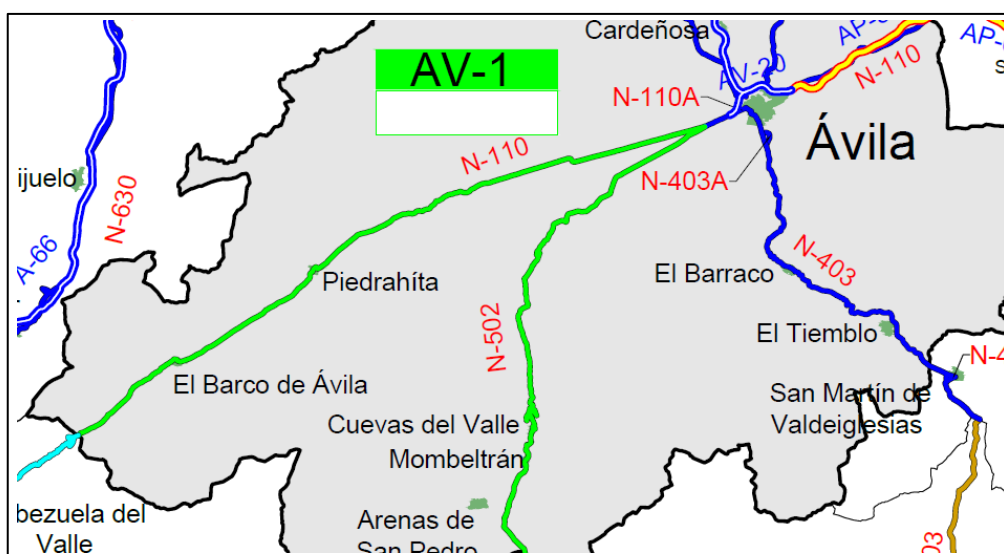 Cardeñosa
AP-
AP-
s
AV-1
AV-20
N-110
N-110A
Ávila
N-110
ijuelo
N-403A
N-630
A-66
El Barraco
N-403
Piedrahíta
N-502
El Tiemblo
N-4
El Barco de Ávila
San Martín de
Valdeiglesias
Cuevas del Valle
Mombeltrán
bezuela del
Valle
Arenas de
San Pedro
03